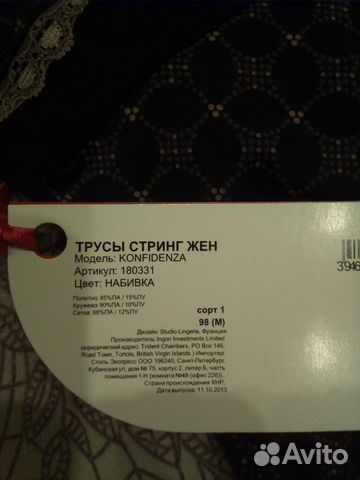 ТРУСЫ СТРИНГ ЖЕН
Модель: KONFIDENZA
Артикул: 180331
Цвет: НАБИВКА
Полотно: 85%ПА / 15%ПУ
Кружево: 90%ПА / 10%ПУ
Сетка: 88%ПА / 12%ПУ
сорт 1
98 (M)
Дизайн: Studio Lingerie, Франция
Производитель: Ingon Investments Limited
(юридический адрес: Trident Chambers, PO Box 146,
Road Town, Tortola, British Virgin Islands ) Импортер:
Стиль Экспресс ООО 196240, Санкт-Петербург,
Кубинская ул, дом № 75, корпус 2, литер Б, часть
помещения 1-Н (комната №48 (офис 226)) .
Страна происхождения КНР.
Дата выпуска: 11.10.2013
3946
Avito